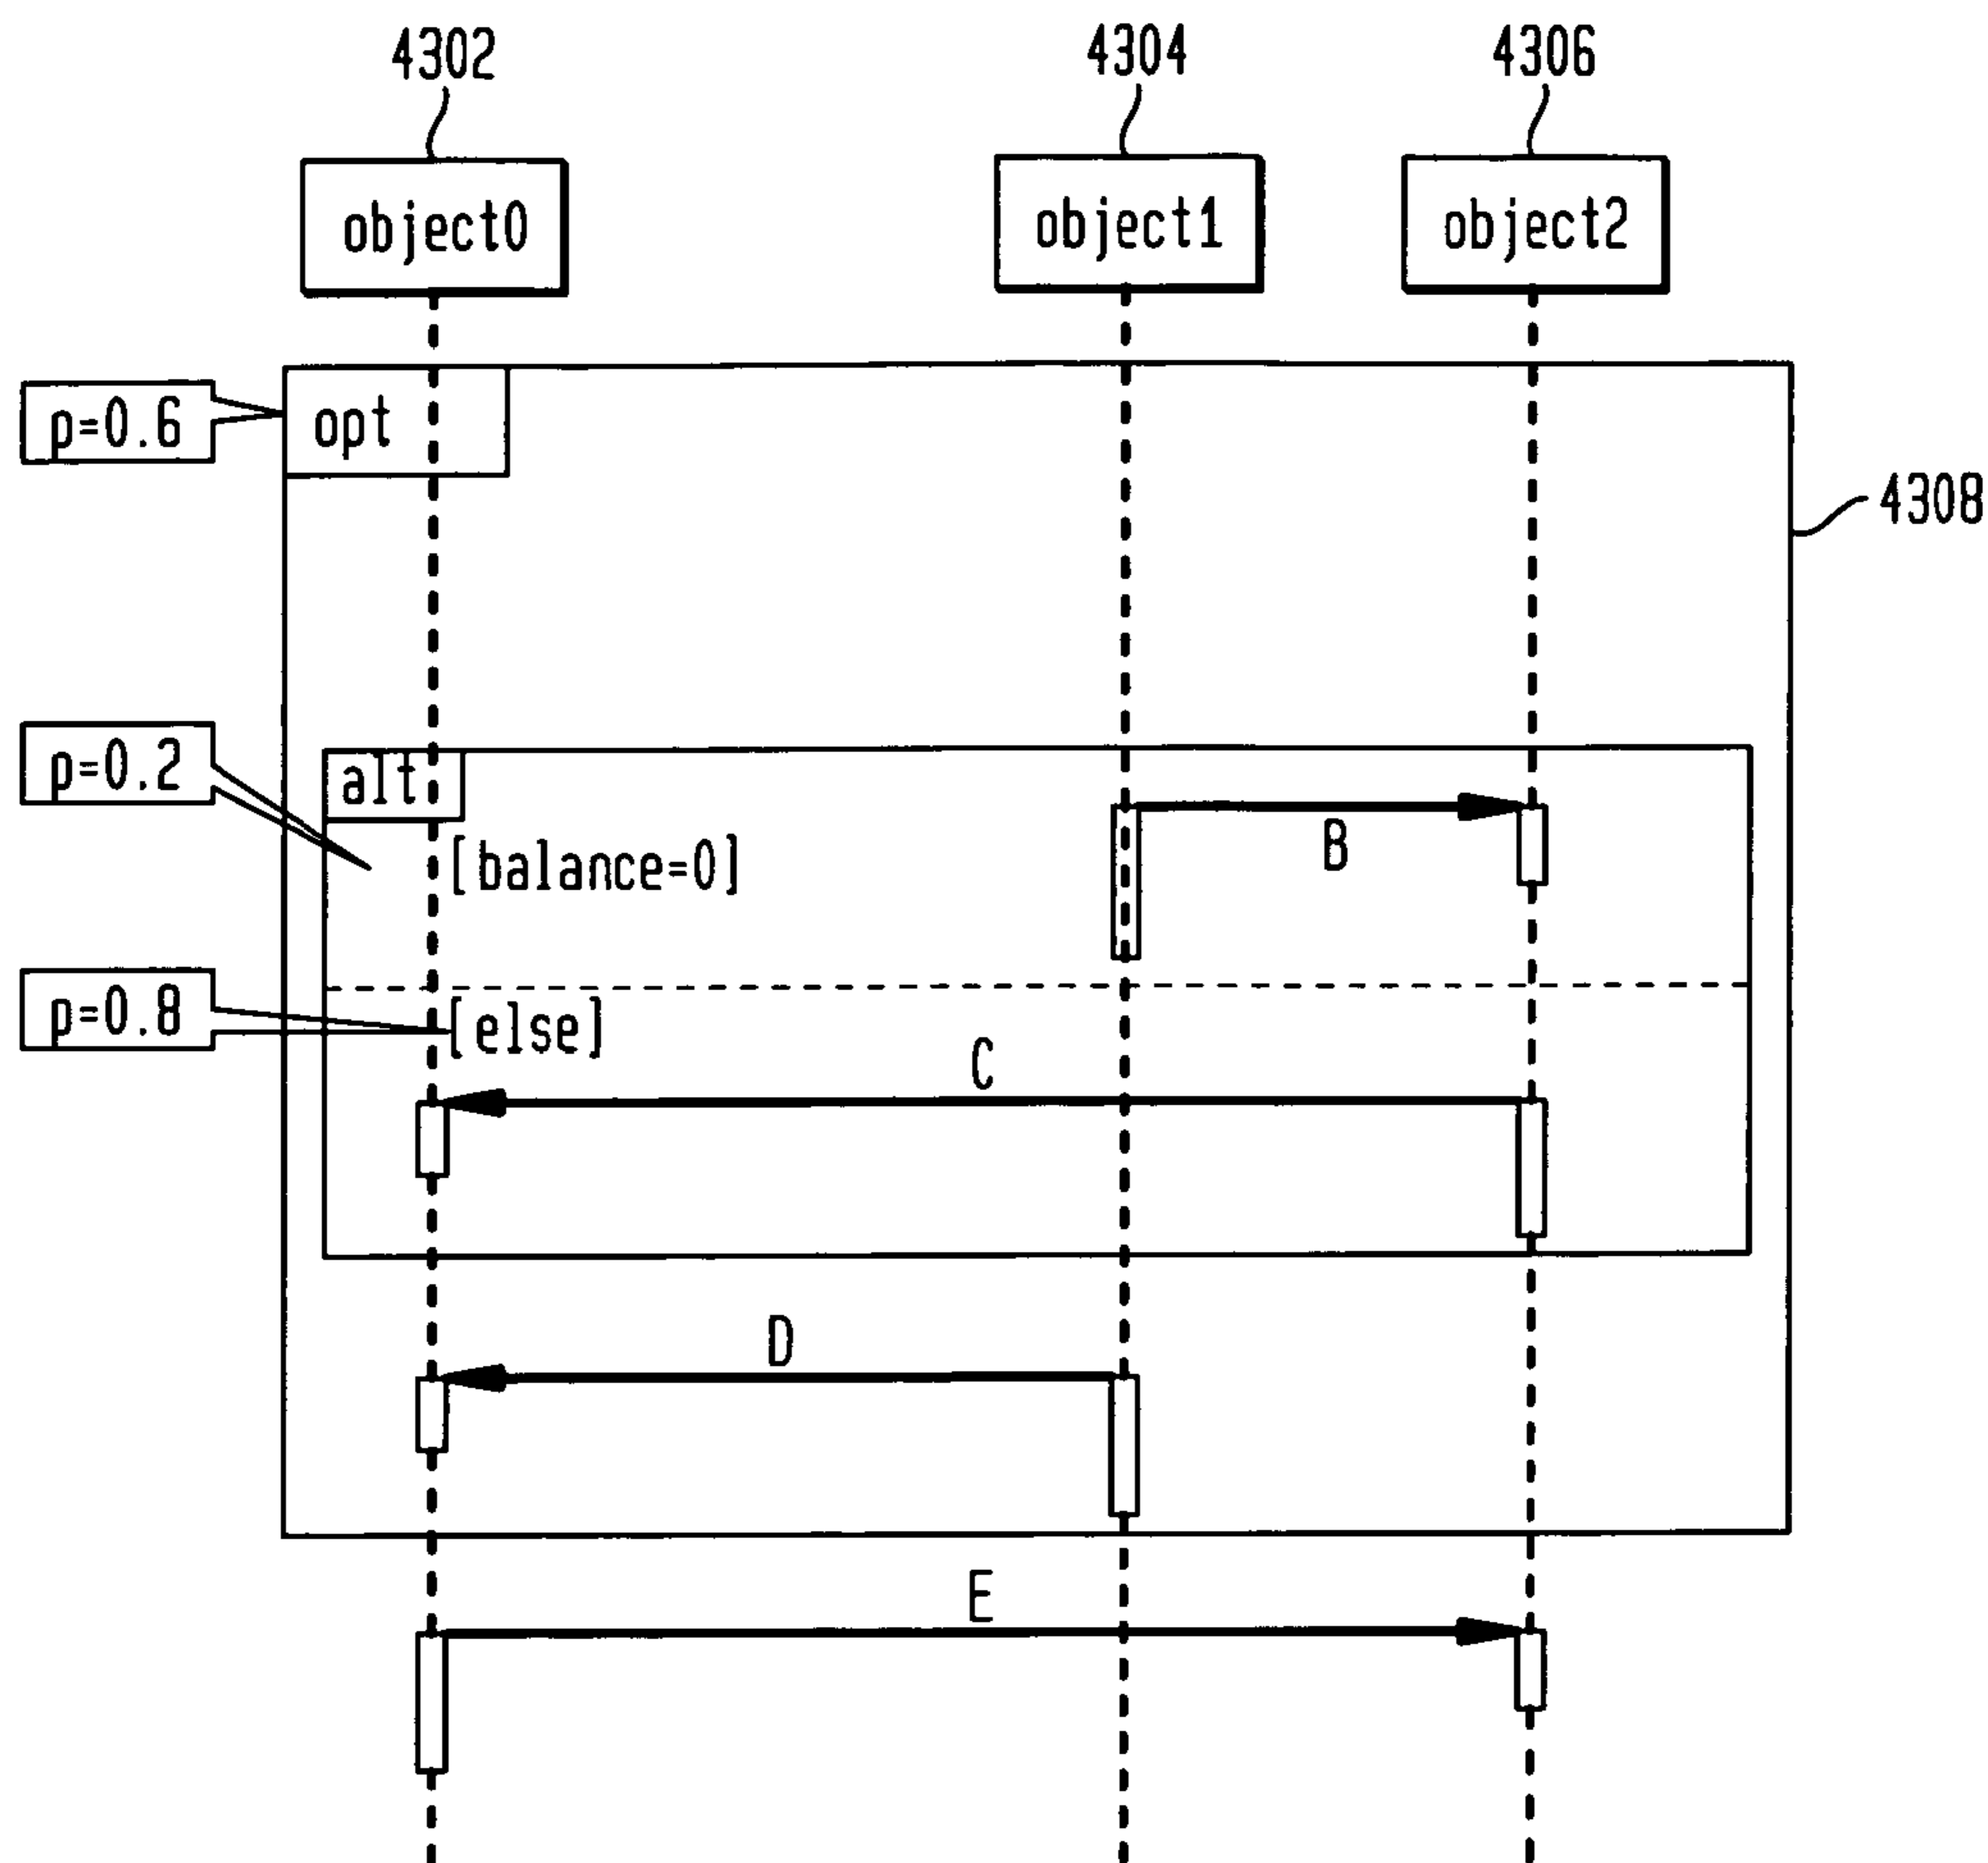 4302 4304 4306
object0 object1 object2
p=0.6 opt
4308
p=0.2 alt
B
[balance=0]
p=0.8 [else]
C
D
E